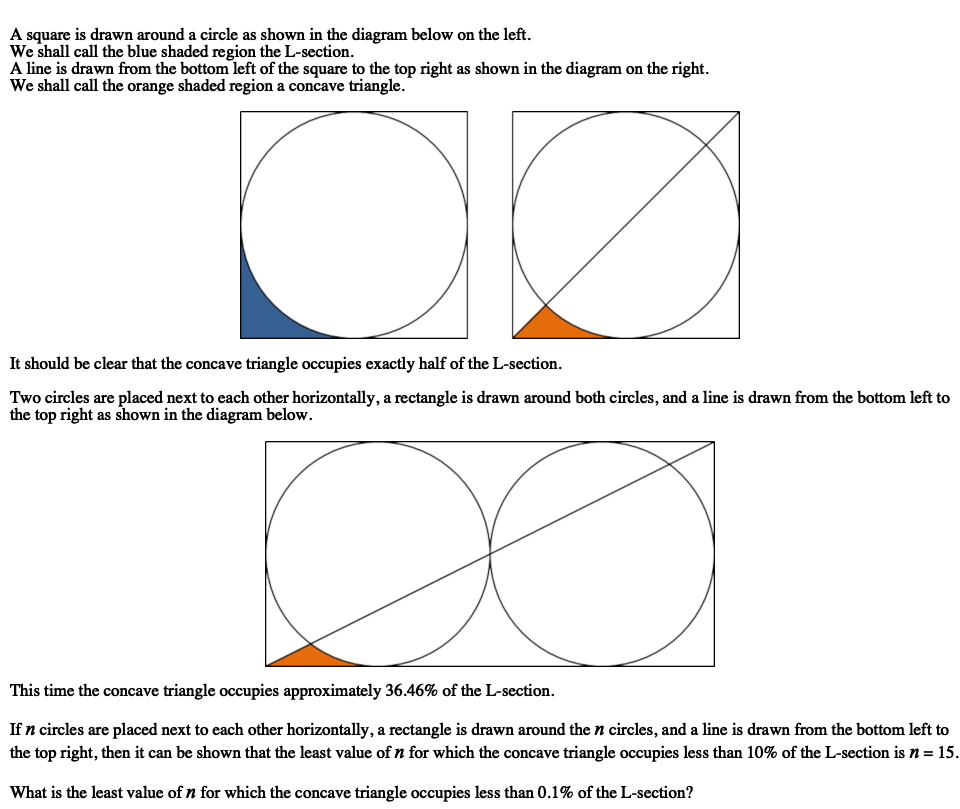 A square is drawn around a circle as shown in the diagram below on the left.
We shall call the blue shaded region the L-section.
A line is drawn from the bottom left of the square to the top right as shown in the diagram on the right.
We shall call the orange shaded region a concave triangle.
It should be clear that the concave triangle occupies exactly half of the L-section.
Two circles are placed next to each other horizontally, a rectangle is drawn around both circles, and a line is drawn from the bottom left to
the top right as shown in the diagram below.
This time the concave triangle occupies approximately 36.46% of the L-section.
If n circles are placed next to each other horizontally, a rectangle is drawn around the n circles, and a line is drawn from the bottom left to
the top right, then it can be shown that the least value of n for which the concave triangle occupies less than 10% of the L-section is n = 15.
What is the least value of n for which the concave triangle occupies less than 0.1% of the L-section?